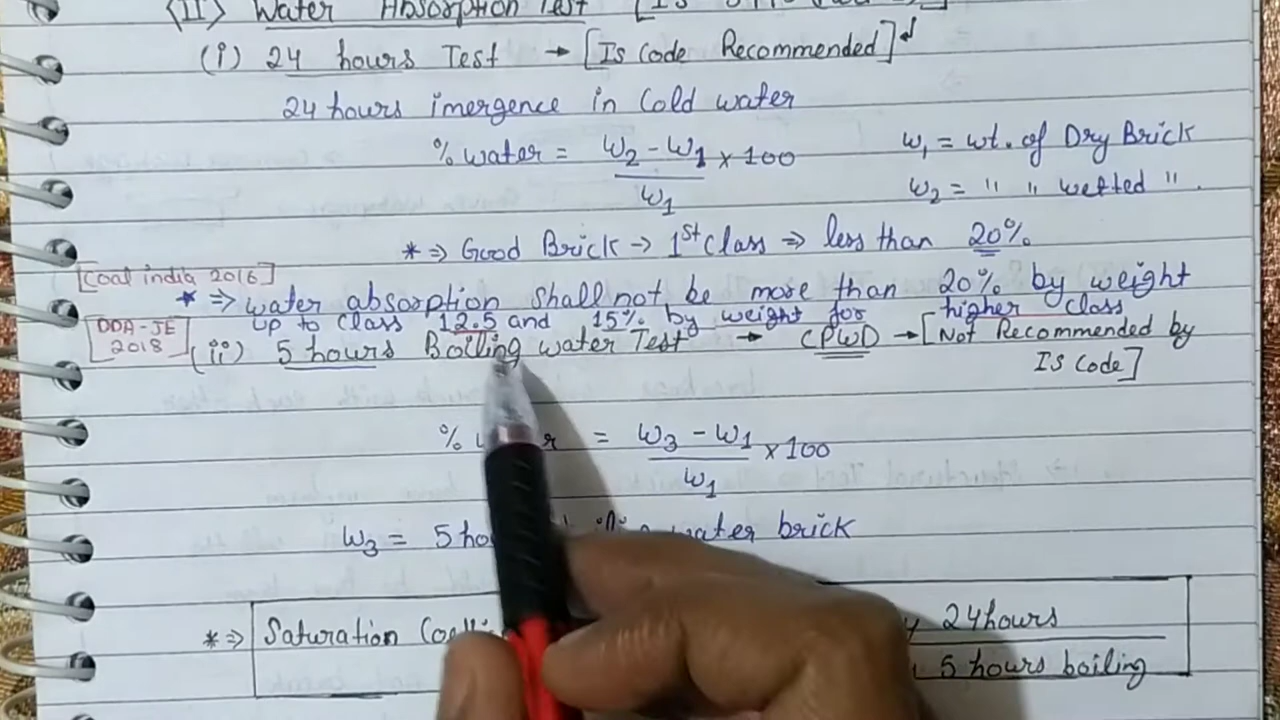 (II) Water Absorption Test [Is
(i) 24 hours Test → [Is Code Recommended]
24 hours imergence in Cold water
% water = (w2 - w1)/w1 × 100
w1 = wt. of Dry Brick
w2 = " " wetted ".
* ⇒ Good Brick → 1st Class ⇒ less than 20%
[Coal india 2016]
* ⇒ water absorption shall not be more than 20% by weight
up to class 12.5 and 15% by weight for higher class
[DDA-JE 2018]
(ii) 5 hours Boiling water Test → CPWD → [Not Recommended by
Is Code]
% = (w3 - w1)/w1 × 100
w3 = 5 water brick
* ⇒ Saturation 24 hours
5 hours boiling